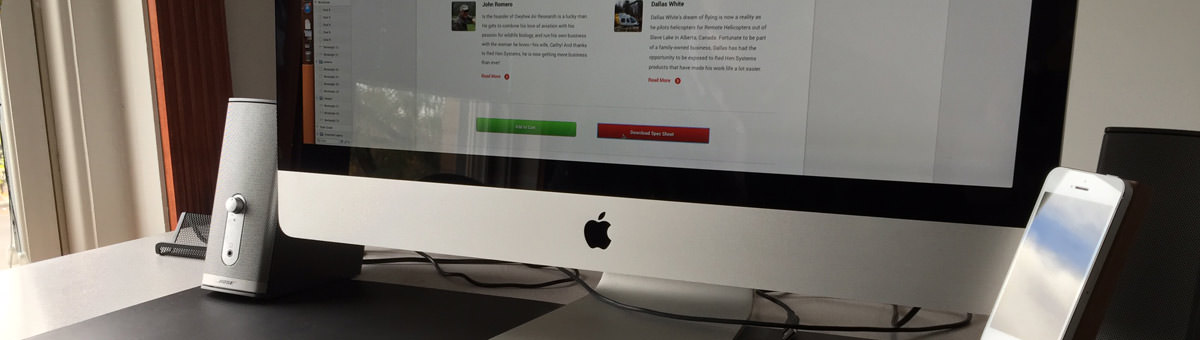 John Romero
is the founder of Owyhee Air Research is a lucky man.
He gets to combine his love of aviation with his
passion for wildlife biology, and run his own business
with the woman he loves - his wife, Cathy! And thanks
to Red Hen Systems, he is now getting more business
than ever!
Read More
Dallas White
Dallas White's dream of flying is now a reality as
he pilots helicopters for Remote Helicopters out of
Slave Lake in Alberta, Canada. Fortunate to be part
of a family-owned business, Dallas has had the
opportunity to be exposed to Red Hen Systems
products that have made his work life a lot easier.
Read More
Add to Cart
Download Spec Sheet
BOSE